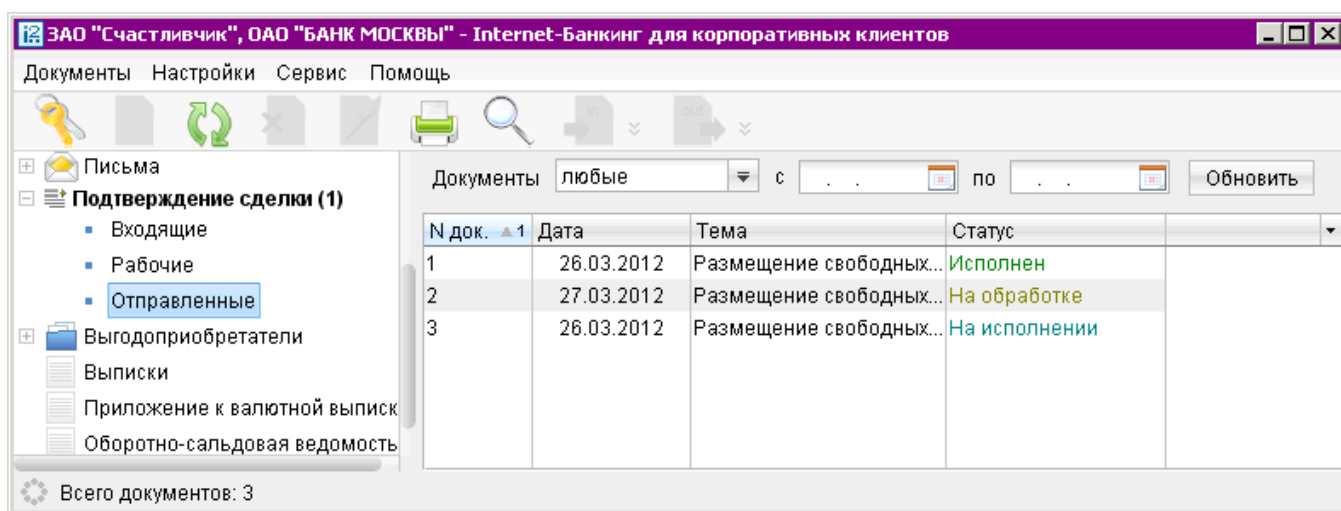 ЗАО "Счастливчик", ОАО "БАНК МОСКВЫ" - Internet-Банкинг для корпоративных клиентов
Документы Настройки Сервис Помощь
in out
Письма
Подтверждение сделки (1)
Входящие
Рабочие
Отправленные
Выгодоприобретатели
Выписки
Приложение к валютной выписк
Оборотно-сальдовая ведомость
Документы любые с . . по . . Обновить
N док. 1 Дата Тема Статус
1 26.03.2012 Размещение свободных... Исполнен
2 27.03.2012 Размещение свободных... На обработке
3 26.03.2012 Размещение свободных... На исполнении
Всего документов: 3